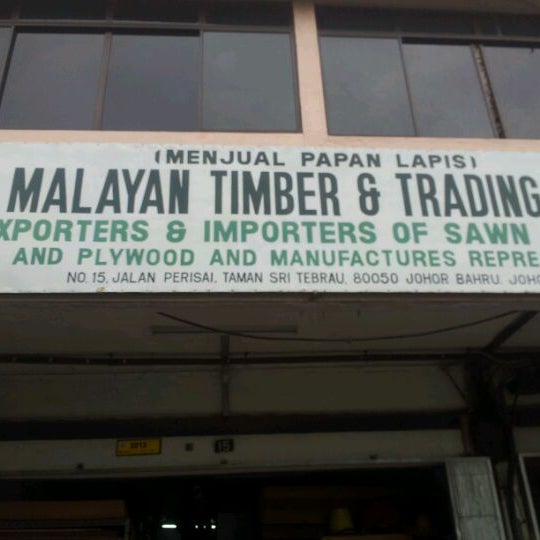 (MENJUAL PAPAN LAPIS)
MALAYAN TIMBER & TRADING
XPORTERS & IMPORTERS OF SAWN
AND PLYWOOD AND MANUFACTURES REPRE
NO. 15, JALAN PERISAI, TAMAN SRI TEBRAU, 80050 JOHOR BAHRU. JOHO
15